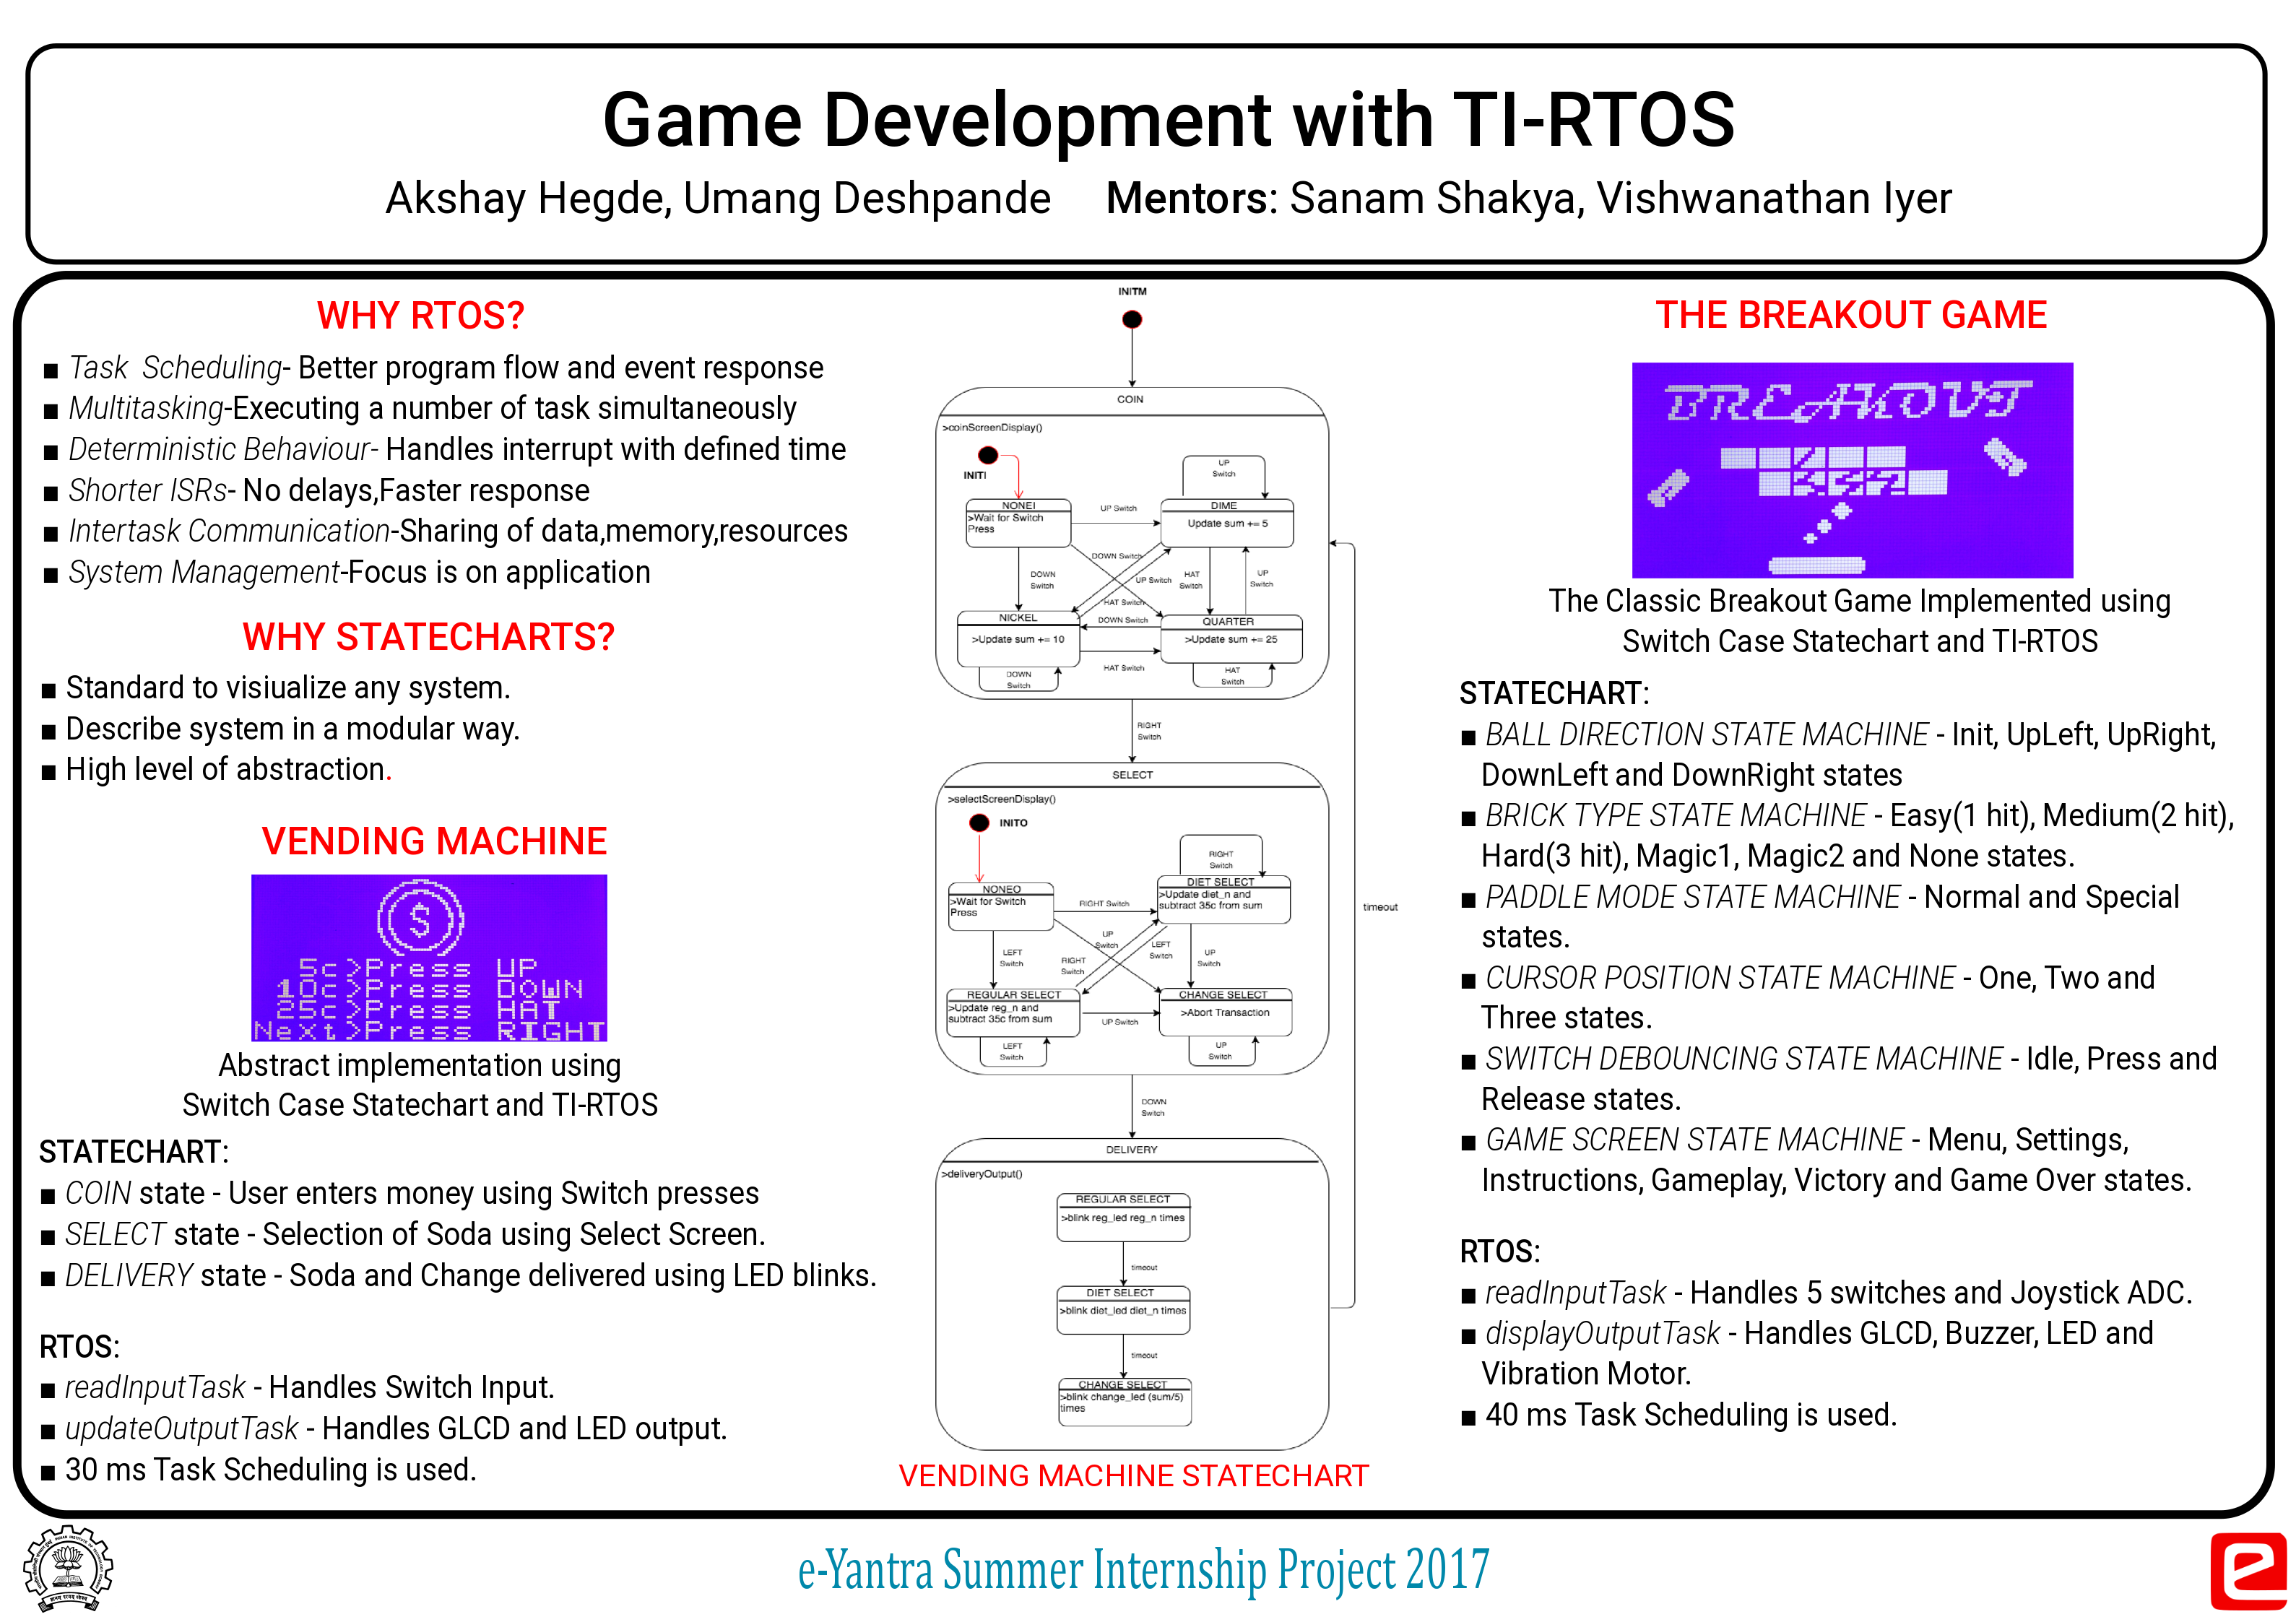 Game Development with TI-RTOS
Akshay Hegde, Umang Deshpande Mentors: Sanam Shakya, Vishwanathan Iyer
WHY RTOS?
■ Task Scheduling- Better program flow and event response
■ Multitasking-Executing a number of task simultaneously
■ Deterministic Behaviour- Handles interrupt with defined time
■ Shorter ISRs- No delays,Faster response
■ Intertask Communication-Sharing of data,memory,resources
■ System Management-Focus is on application
WHY STATECHARTS?
■ Standard to visiualize any system.
■ Describe system in a modular way.
■ High level of abstraction.
VENDING MACHINE
$
5c>Press UP
10c>Press DOWN
25c>Press HAT
Next>Press RIGHT
Abstract implementation using
Switch Case Statechart and TI-RTOS
STATECHART:
■ COIN state - User enters money using Switch presses
■ SELECT state - Selection of Soda using Select Screen.
■ DELIVERY state - Soda and Change delivered using LED blinks.
RTOS:
■ readInputTask - Handles Switch Input.
■ updateOutputTask - Handles GLCD and LED output.
■ 30 ms Task Scheduling is used.
INITM
COIN
>coinScreenDisplay()
INITI
UP
Switch
NONEI
>Wait for Switch
Press
UP Switch
DIME
Update sum += 5
DOWN Switch
DOWN
Switch
UP Switch
HAT
Switch
UP
Switch
HAT Switch
NICKEL
>Update sum += 10
DOWN Switch
QUARTER
>Update sum += 25
HAT Switch
DOWN
Switch
HAT
Switch
RIGHT
Switch
SELECT
>selectScreenDisplay()
INITO
RIGHT
Switch
NONEO
>Wait for Switch
Press
RIGHT Switch
DIET SELECT
>Update diet_n and
subtract 35c from sum
timeout
UP
Switch
LEFT
Switch
LEFT
Switch
UP
Switch
RIGHT
Switch
REGULAR SELECT
>Update reg_n and
subtract 35c from sum
UP Switch
CHANGE SELECT
>Abort Transaction
LEFT
Switch
UP
Switch
DOWN
Switch
DELIVERY
>deliveryOutput()
REGULAR SELECT
>blink reg_led reg_n times
timeout
DIET SELECT
>blink diet_led diet_n times
timeout
CHANGE SELECT
>blink change_led (sum/5)
times
VENDING MACHINE STATECHART
THE BREAKOUT GAME
BREAKOUT
The Classic Breakout Game Implemented using
Switch Case Statechart and TI-RTOS
STATECHART:
■ BALL DIRECTION STATE MACHINE - Init, UpLeft, UpRight,
DownLeft and DownRight states
■ BRICK TYPE STATE MACHINE - Easy(1 hit), Medium(2 hit),
Hard(3 hit), Magic1, Magic2 and None states.
■ PADDLE MODE STATE MACHINE - Normal and Special
states.
■ CURSOR POSITION STATE MACHINE - One, Two and
Three states.
■ SWITCH DEBOUNCING STATE MACHINE - Idle, Press and
Release states.
■ GAME SCREEN STATE MACHINE - Menu, Settings,
Instructions, Gameplay, Victory and Game Over states.
RTOS:
■ readInputTask - Handles 5 switches and Joystick ADC.
■ displayOutputTask - Handles GLCD, Buzzer, LED and
Vibration Motor.
■ 40 ms Task Scheduling is used.
e-Yantra Summer Internship Project 2017
e